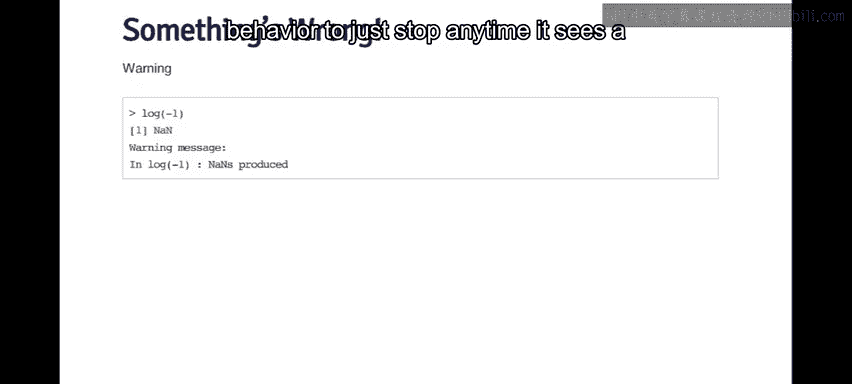 Something's Wrong!
behavior to just stop anytime it sees a
Warning
> log(-1)
[1] NaN
Warning message:
In log(-1) : NaNs produced